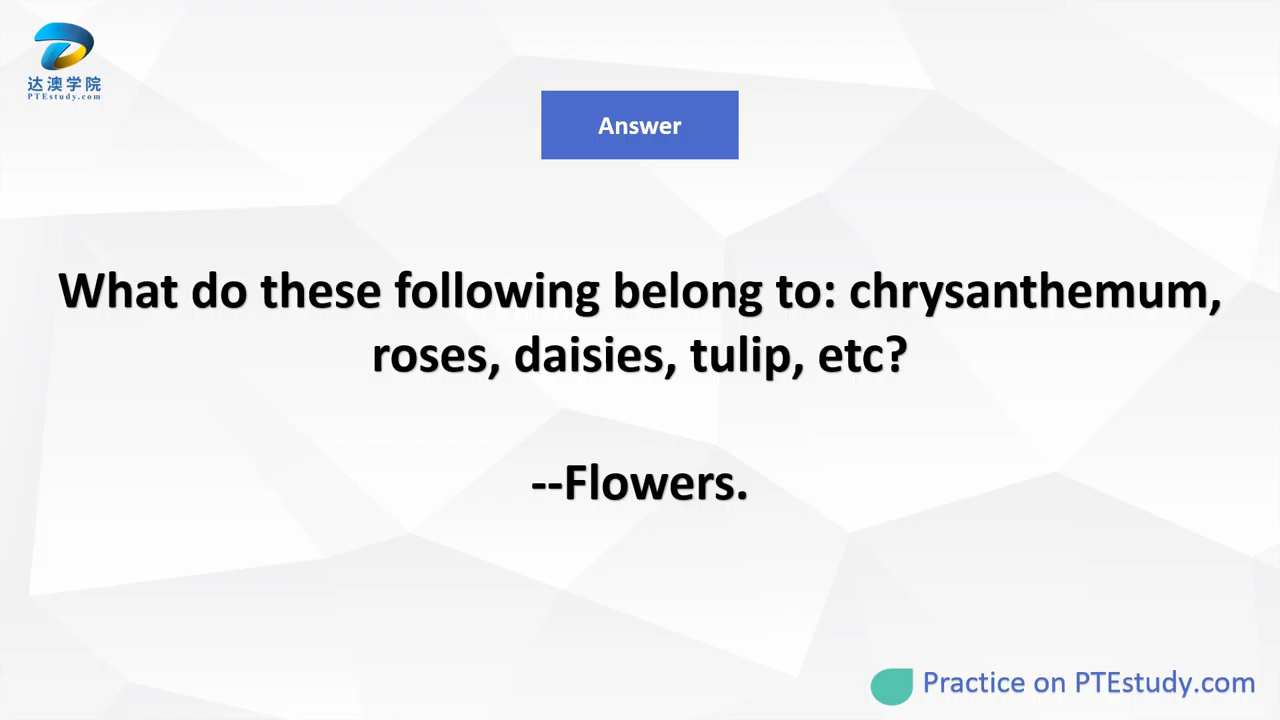 达澳学院
PTEstudy.com
Answer
What do these following belong to: chrysanthemum,
roses, daisies, tulip, etc?
--Flowers.
Practice on PTEstudy.com